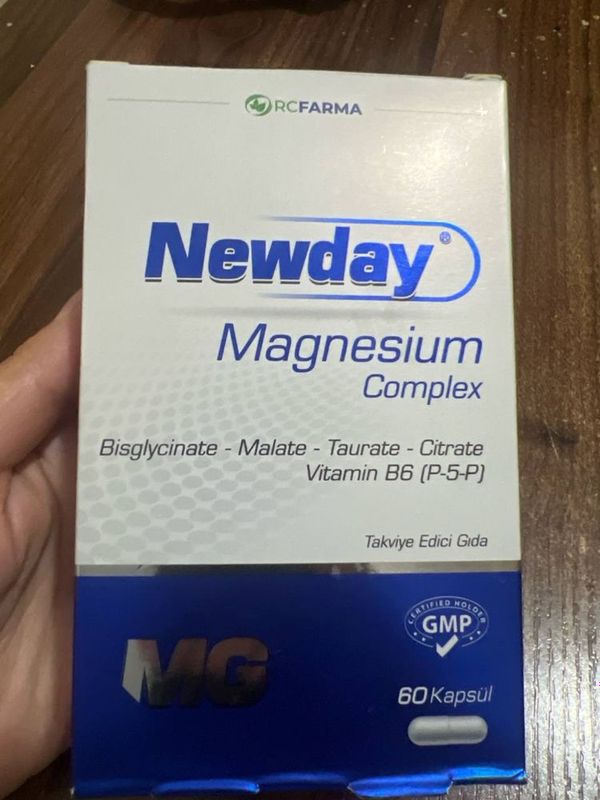 RCFARMA
Newday®
Magnesium
Complex
Bisglycinate - Malate - Taurate - Citrate
Vitamin B6 (P-5-P)
Takviye Edici Gıda
CERTIFIED HOLDER
GMP
MG
60 Kapsül